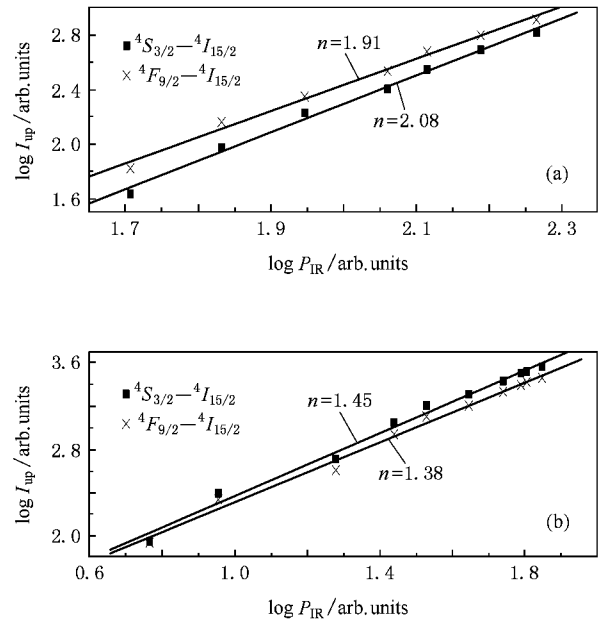 (a)
2.8
2.4
2.0
1.6
log I_up/arb.units
■ ⁴S₃/₂—⁴I₁₅/₂
× ⁴F₉/₂—⁴I₁₅/₂
n=1.91
n=2.08
1.7
1.9
2.1
2.3
log P_IR/arb.units
3.6
2.8
2.0
log I_up/arb.units
■ ⁴S₃/₂—⁴I₁₅/₂
× ⁴F₉/₂—⁴I₁₅/₂
n=1.45
n=1.38
(b)
0.6
1.0
1.4
1.8
log P_IR/arb.units